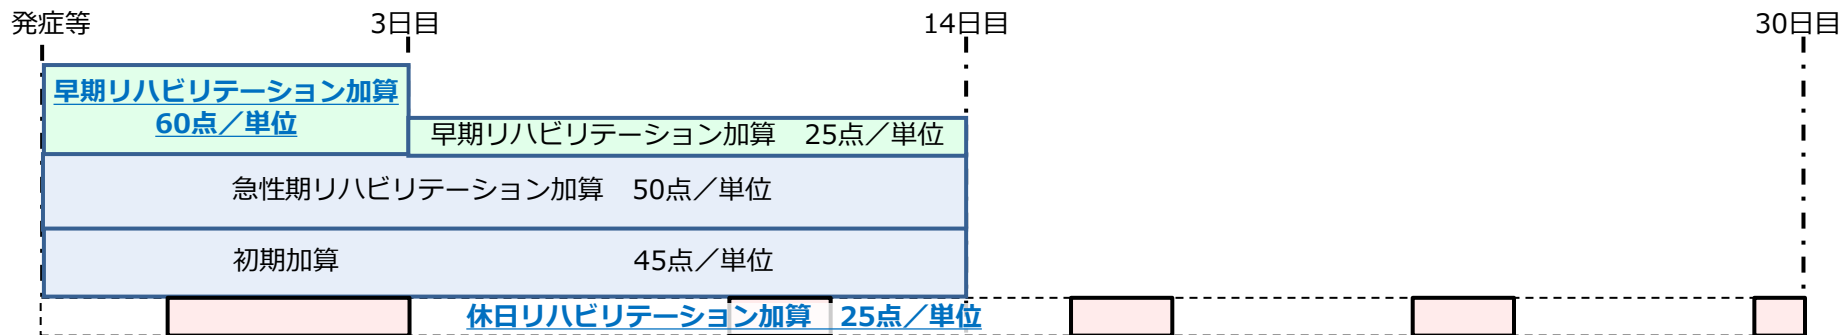 発症等
3日目
14日目
30日目
早期リハビリテーション加算
60点／単位
早期リハビリテーション加算　25点／単位
急性期リハビリテーション加算　50点／単位
初期加算　45点／単位
休日リハビリテーション加算　25点／単位